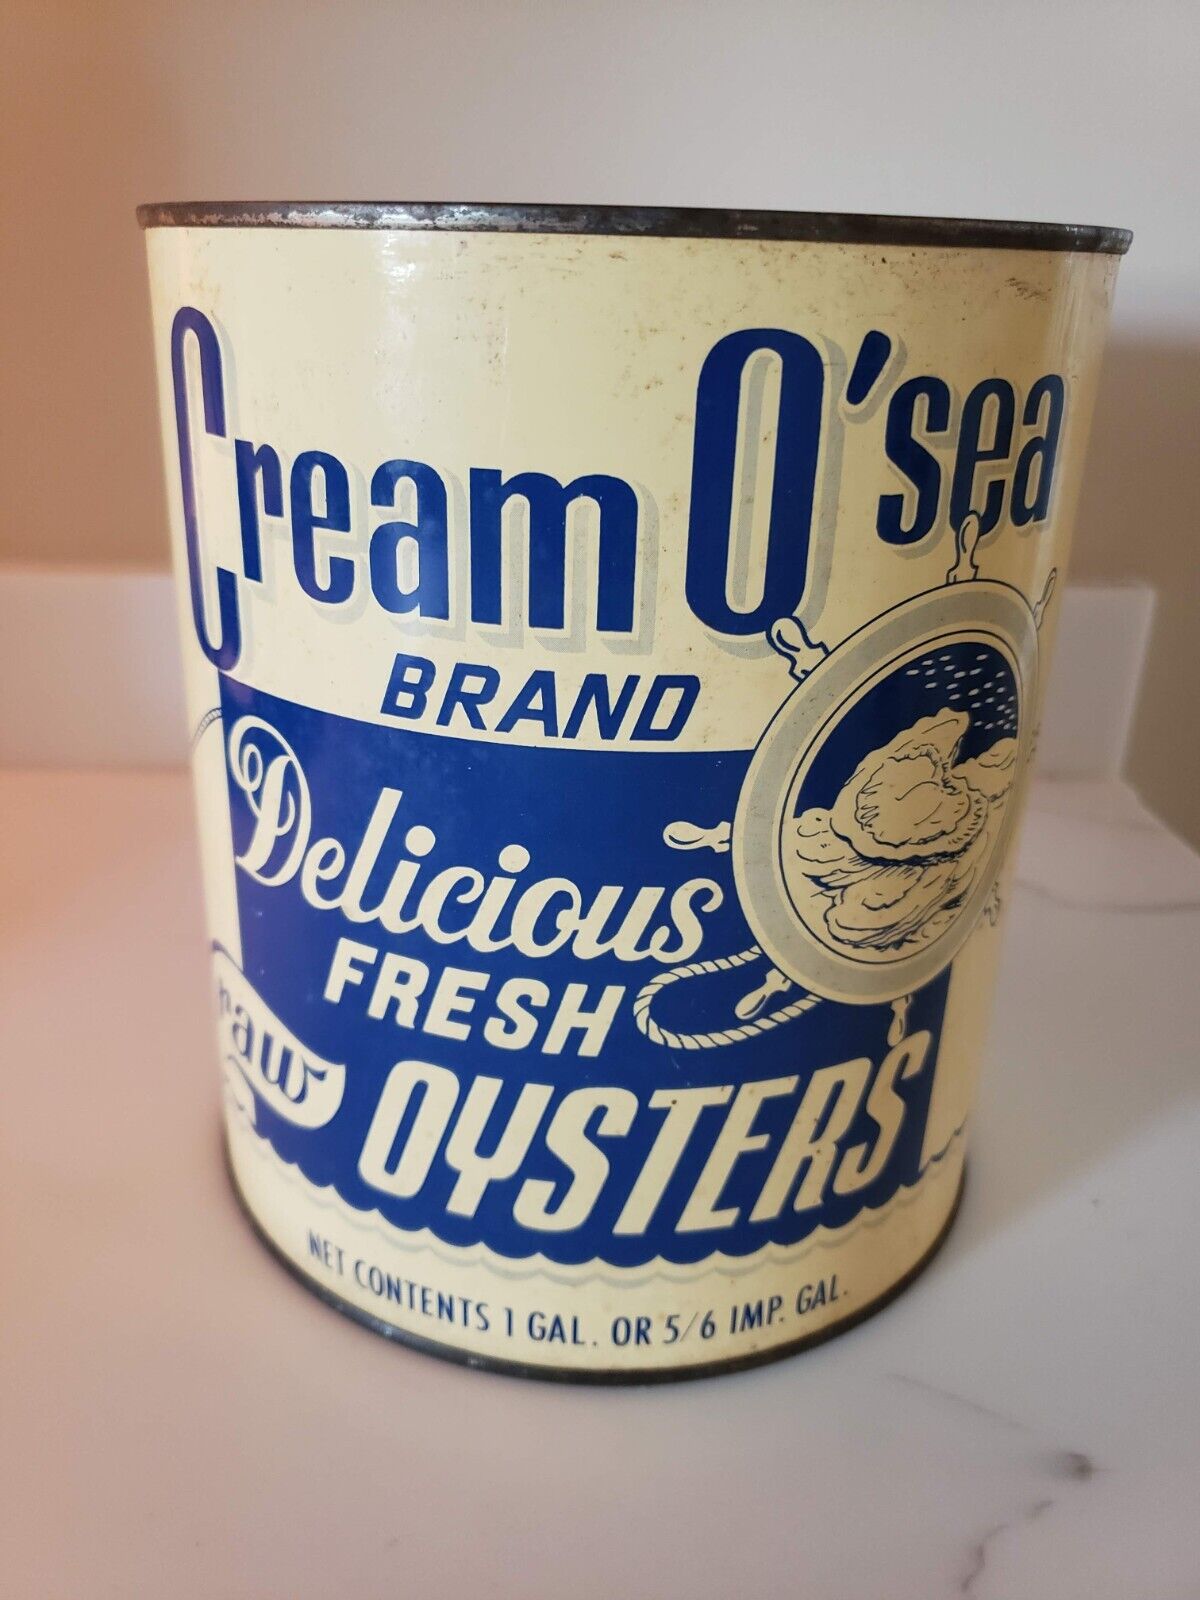 Cream O'sea
BRAND
Delicious
FRESH
raw
OYSTERS
NET CONTENTS 1 GAL. OR 5/6 IMP. GAL.